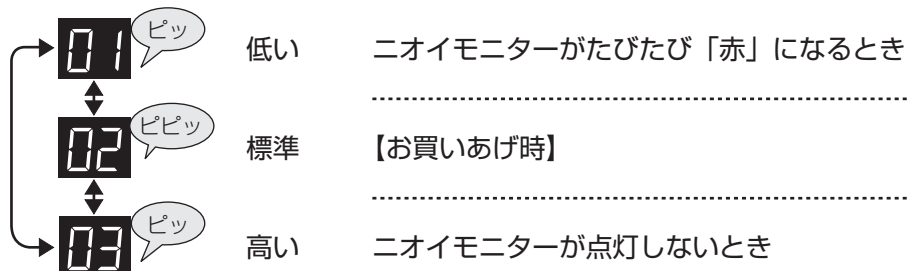 01 ピッ 低い ニオイモニターがたびたび「赤」になるとき
02 ピピッ 標準 【お買いあげ時】
03 ピッ 高い ニオイモニターが点灯しないとき